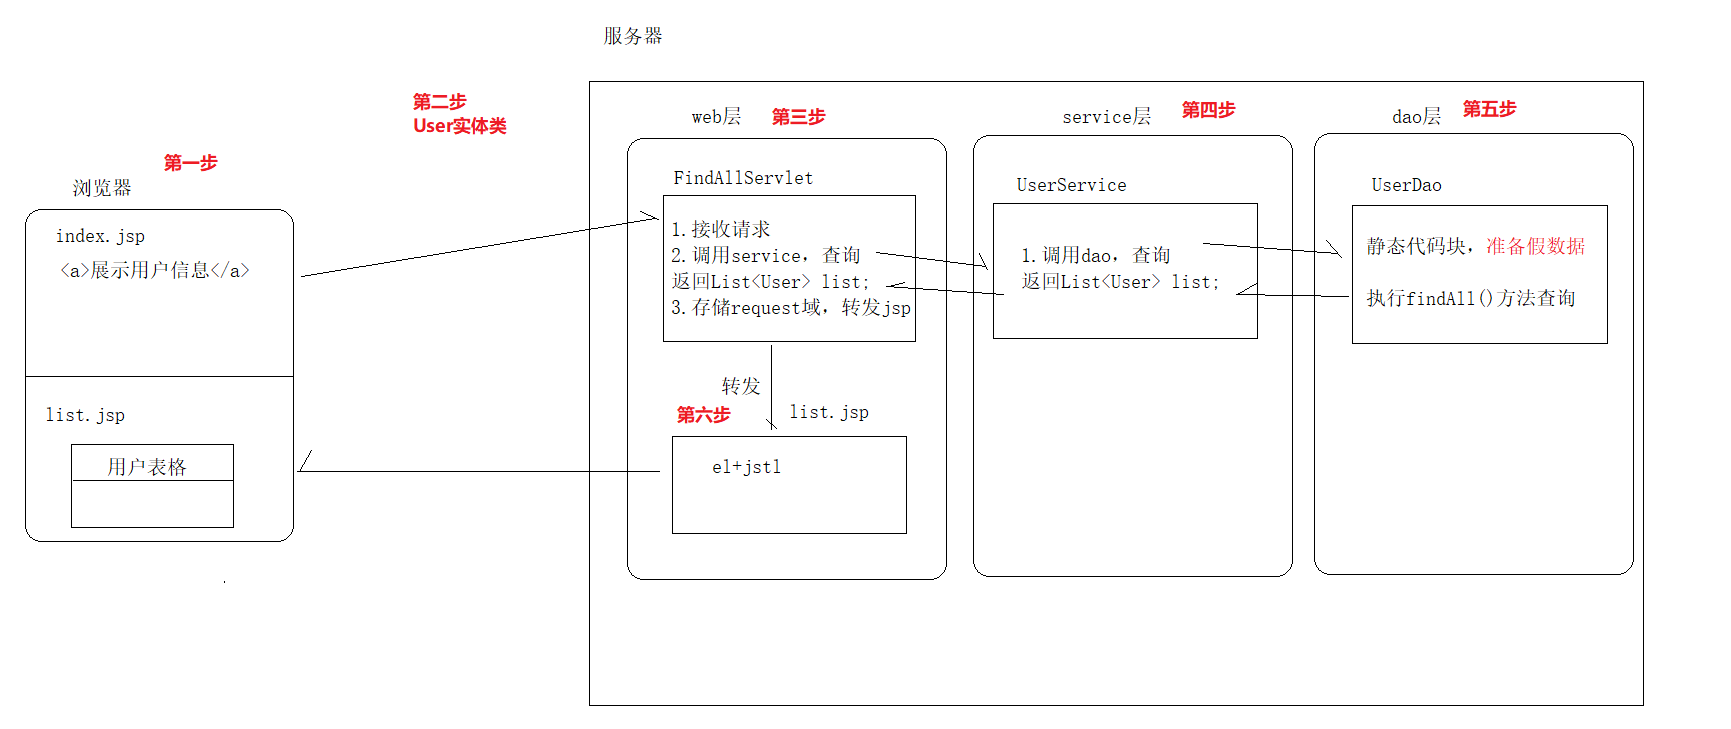 服务器
第二步
User实体类
第一步
浏览器
index.jsp
<a>展示用户信息</a>
list.jsp
用户表格
web层
第三步
FindAllServlet
1.接收请求
2.调用service，查询
返回List<User> list;
3.存储request域，转发jsp
转发
第六步
list.jsp
el+jstl
service层
第四步
UserService
1.调用dao，查询
返回List<User> list;
dao层
第五步
UserDao
静态代码块，准备假数据
执行findAll()方法查询